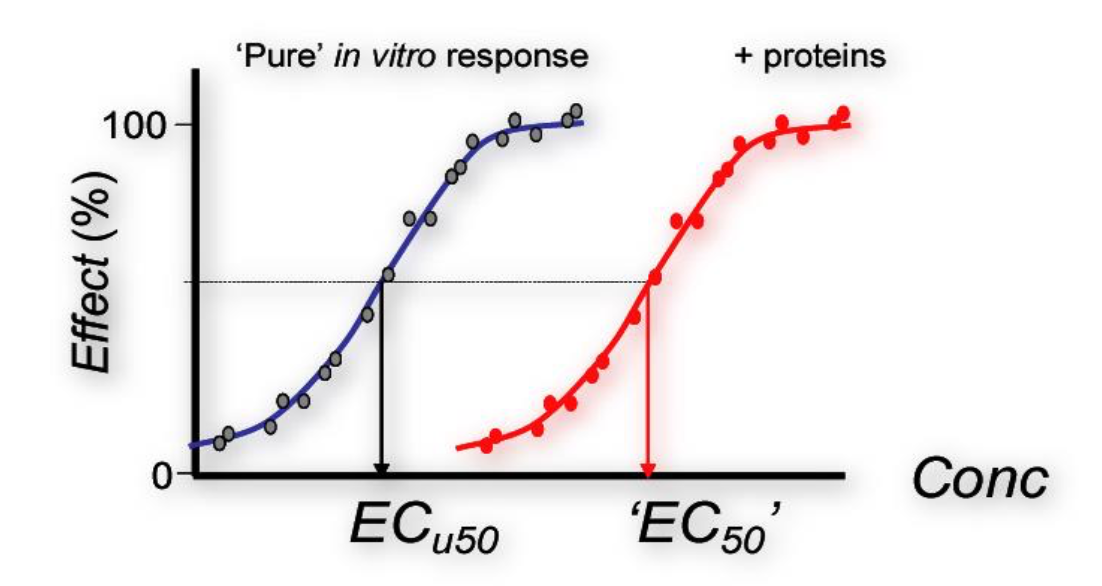 ‘Pure’ in vitro response
+ proteins
100
Effect (%)
0
Conc
ECu50
‘EC50’